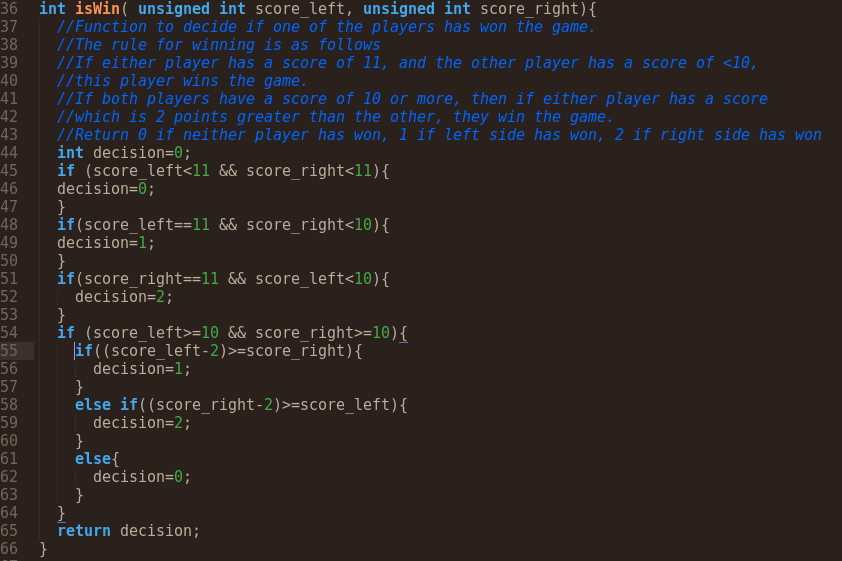 36 int isWin( unsigned int score_left, unsigned int score_right){
37 //Function to decide if one of the players has won the game.
38 //The rule for winning is as follows
39 //If either player has a score of 11, and the other player has a score of <10,
40 //this player wins the game.
41 //If both players have a score of 10 or more, then if either player has a score
42 //which is 2 points greater than the other, they win the game.
43 //Return 0 if neither player has won, 1 if left side has won, 2 if right side has won
44 int decision=0;
45 if (score_left<11 && score_right<11){
46 decision=0;
47 }
48 if(score_left==11 && score_right<10){
49 decision=1;
50 }
51 if(score_right==11 && score_left<10){
52 decision=2;
53 }
54 if (score_left>=10 && score_right>=10){
55 if((score_left-2)>=score_right){
56 decision=1;
57 }
58 else if((score_right-2)>=score_left){
59 decision=2;
60 }
61 else{
62 decision=0;
63 }
64 }
65 return decision;
66 }